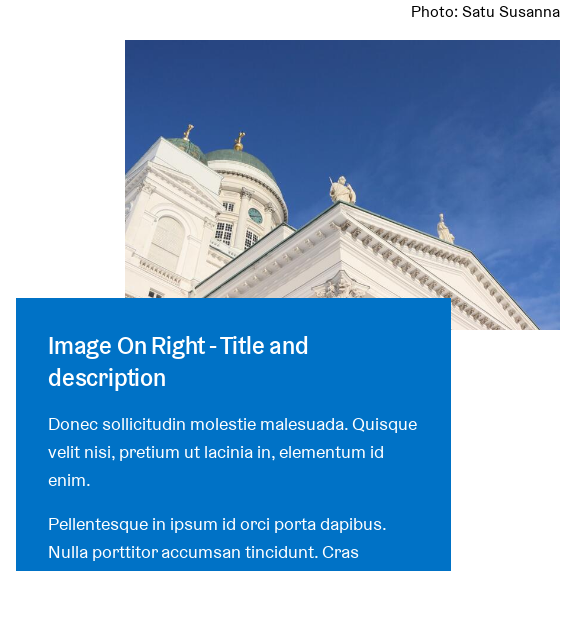 Photo: Satu Susanna
Image On Right - Title and
description
Donec sollicitudin molestie malesuada. Quisque
velit nisi, pretium ut lacinia in, elementum id
enim.
Pellentesque in ipsum id orci porta dapibus.
Nulla porttitor accumsan tincidunt. Cras